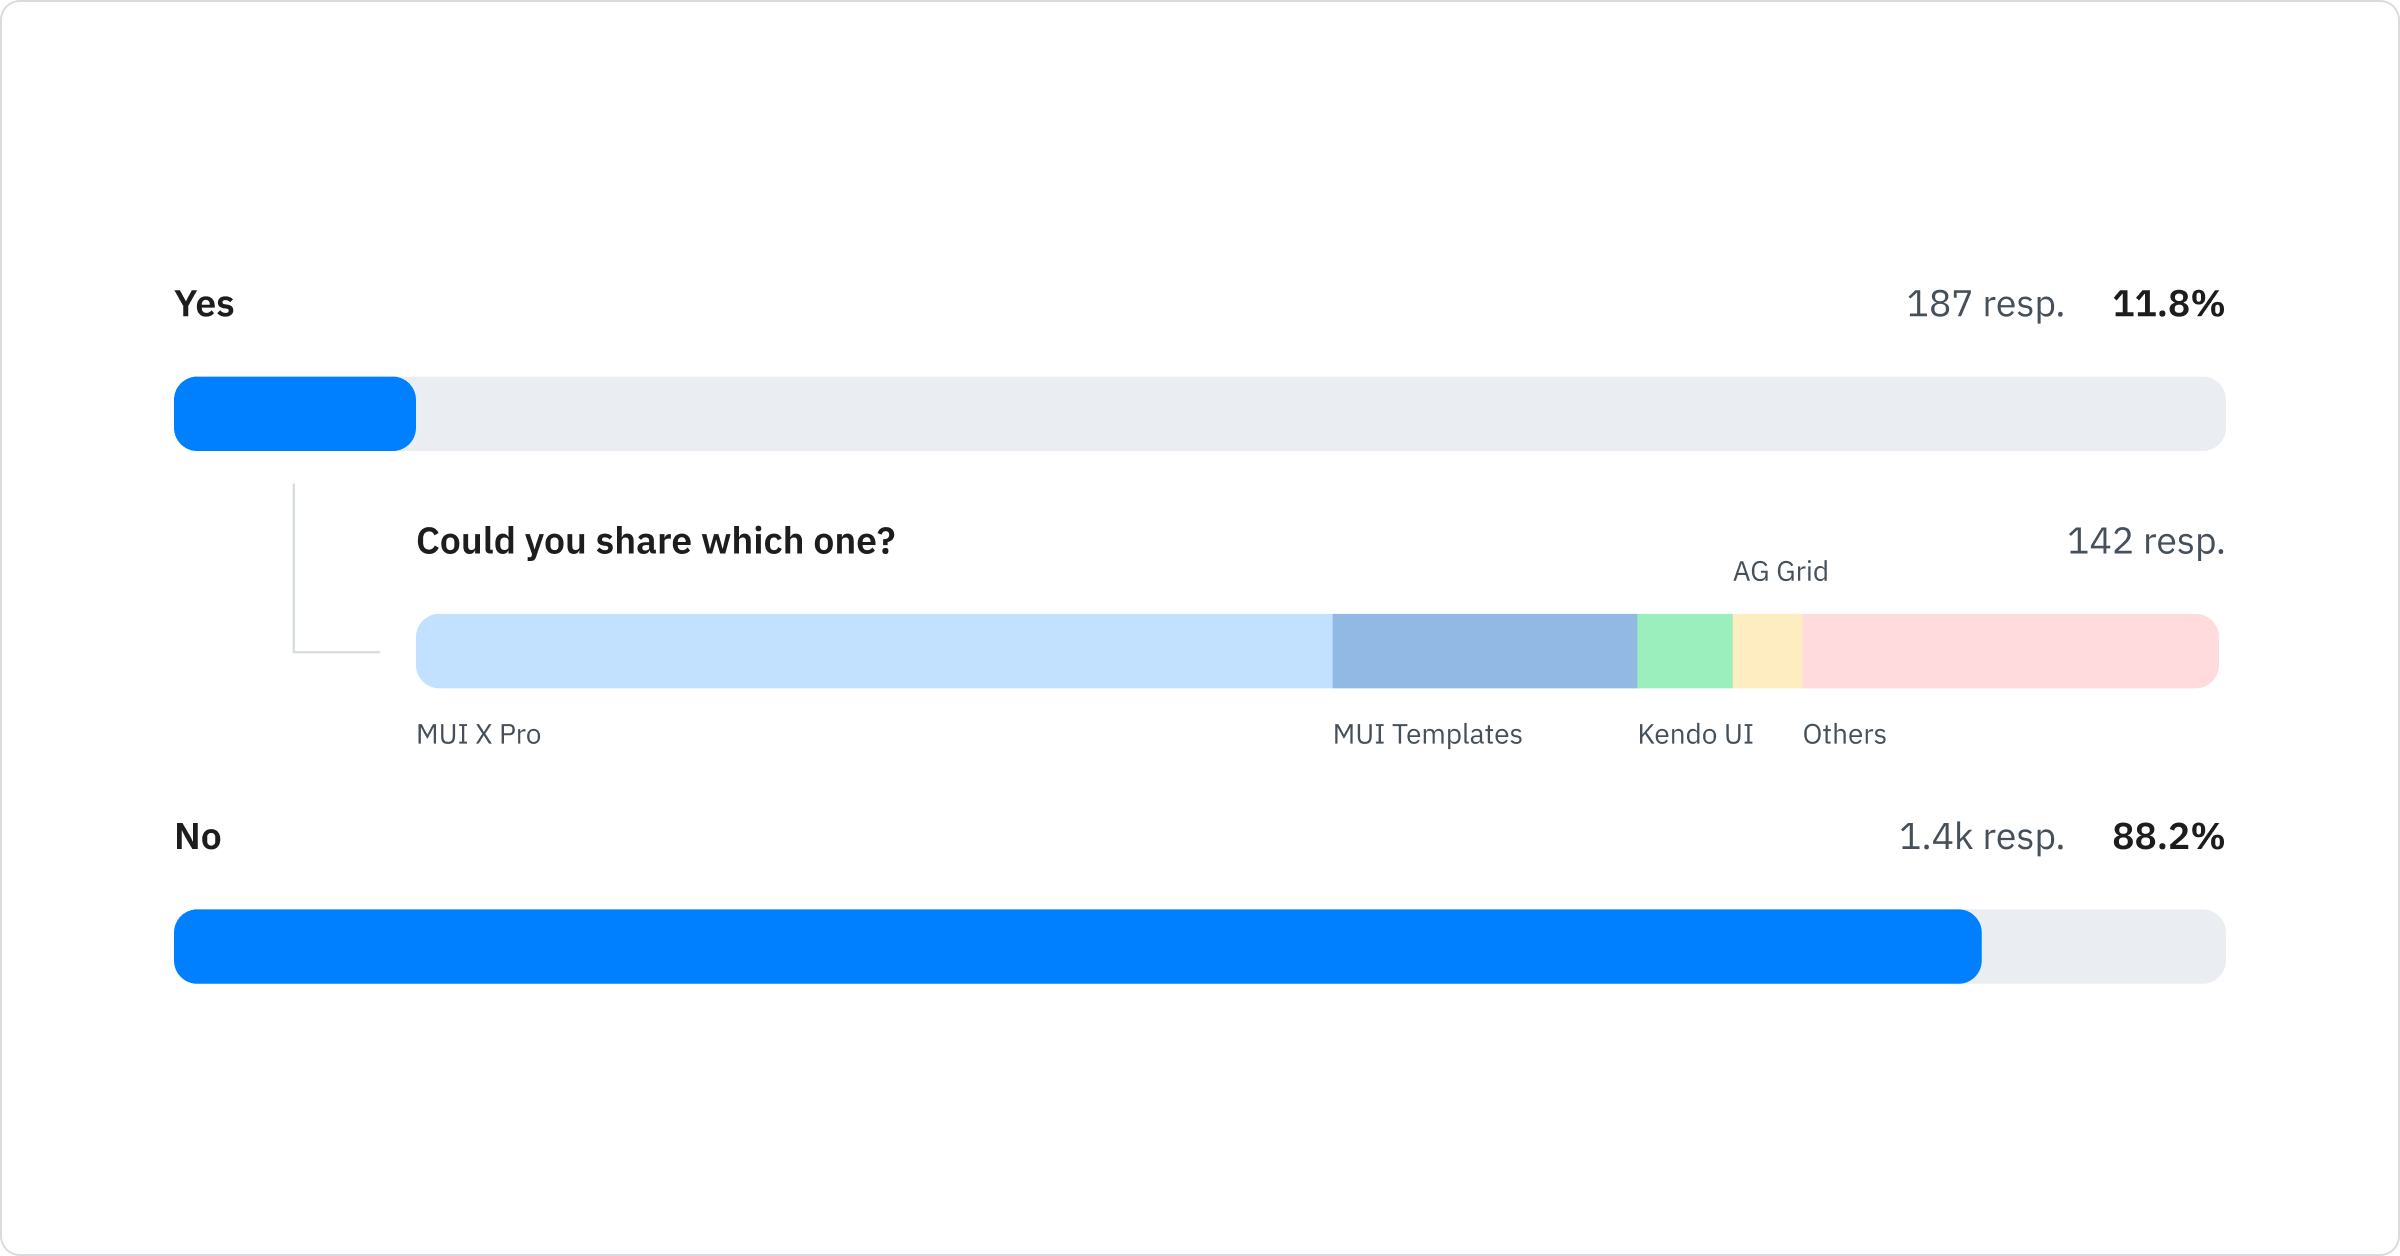 Yes 187 resp. 11.8%
Could you share which one? 142 resp.
AG Grid
MUI X Pro MUI Templates Kendo UI Others
No 1.4k resp. 88.2%